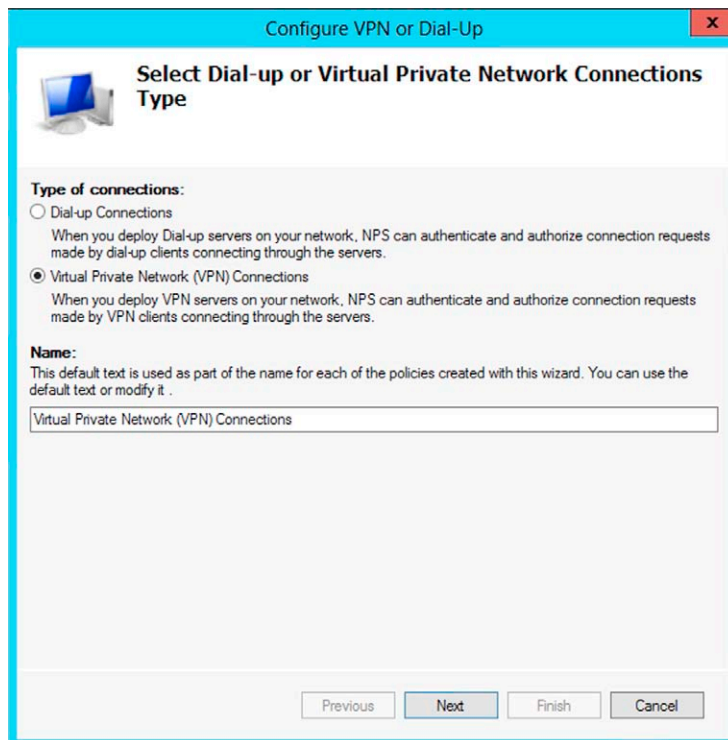 Configure VPN or Dial-Up
x
Select Dial-up or Virtual Private Network Connections
Type
Type of connections:
Dial-up Connections
When you deploy Dial-up servers on your network, NPS can authenticate and authorize connection requests
made by dial-up clients connecting through the servers.
Virtual Private Network (VPN) Connections
When you deploy VPN servers on your network, NPS can authenticate and authorize connection requests
made by VPN clients connecting through the servers.
Name:
This default text is used as part of the name for each of the policies created with this wizard. You can use the
default text or modify it .
Virtual Private Network (VPN) Connections
Previous Next Finish Cancel